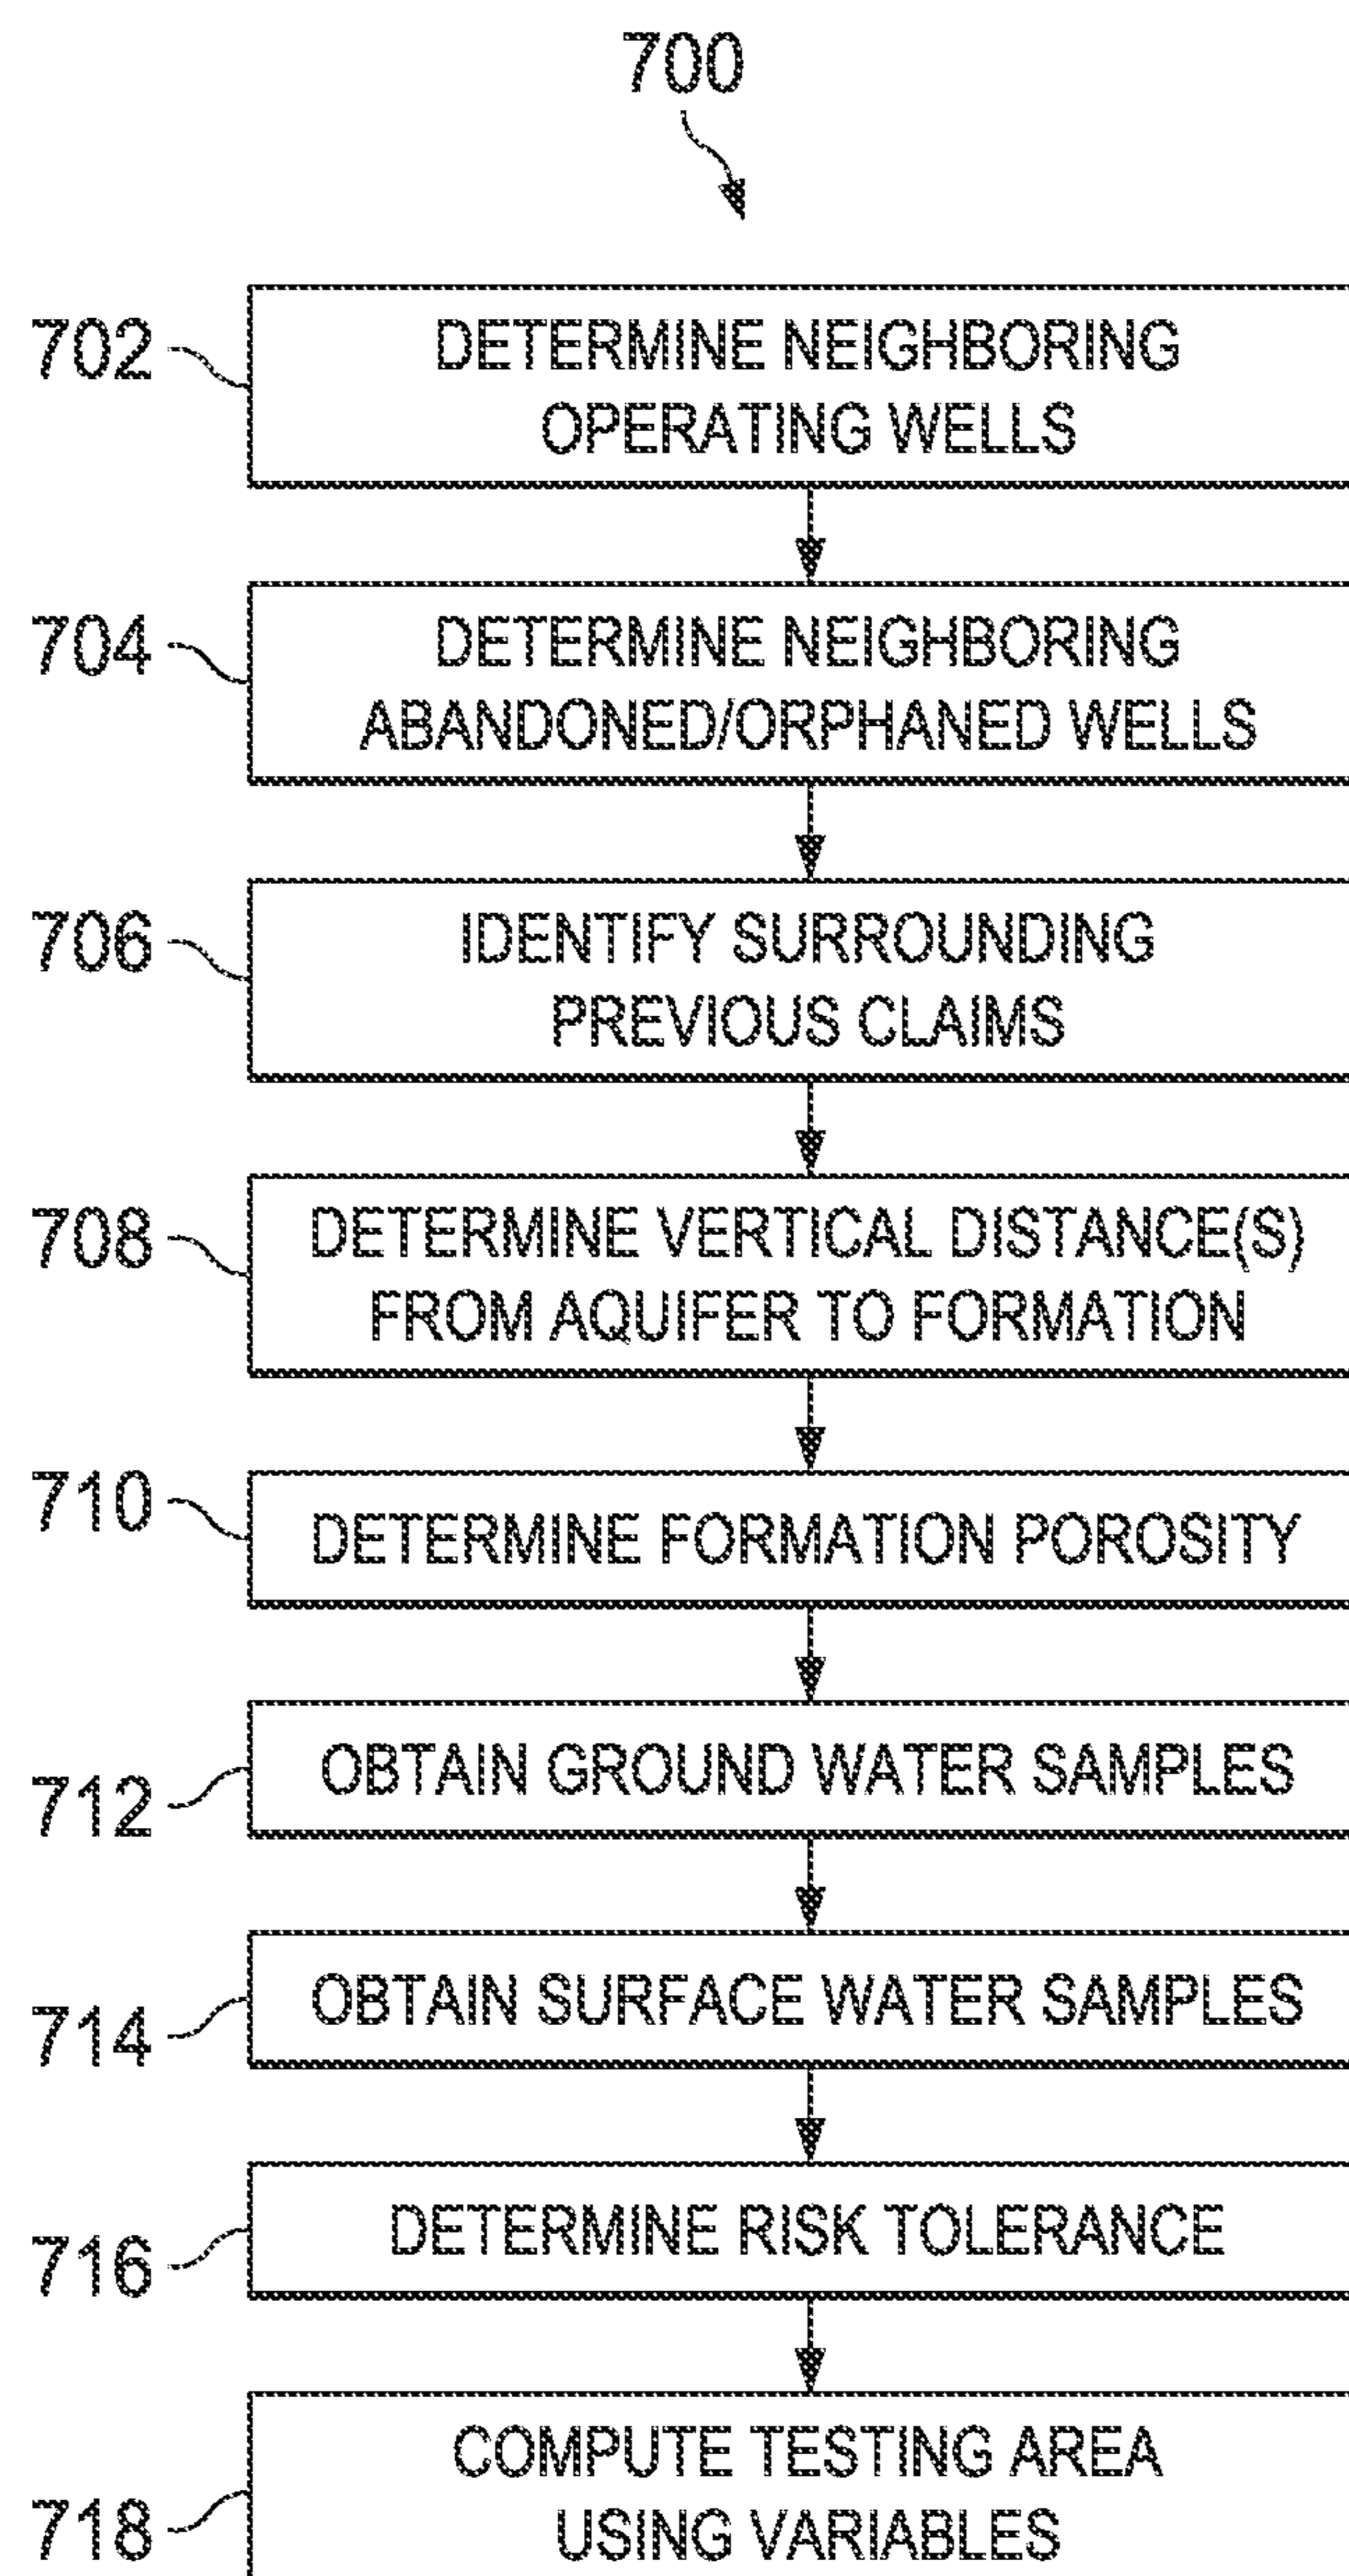 700
702
DETERMINE NEIGHBORING
OPERATING WELLS
704
DETERMINE NEIGHBORING
ABANDONED/ORPHANED WELLS
706
IDENTIFY SURROUNDING
PREVIOUS CLAIMS
708
DETERMINE VERTICAL DISTANCE(S)
FROM AQUIFER TO FORMATION
710
DETERMINE FORMATION POROSITY
712
OBTAIN GROUND WATER SAMPLES
714
OBTAIN SURFACE WATER SAMPLES
716
DETERMINE RISK TOLERANCE
718
COMPUTE TESTING AREA
USING VARIABLES